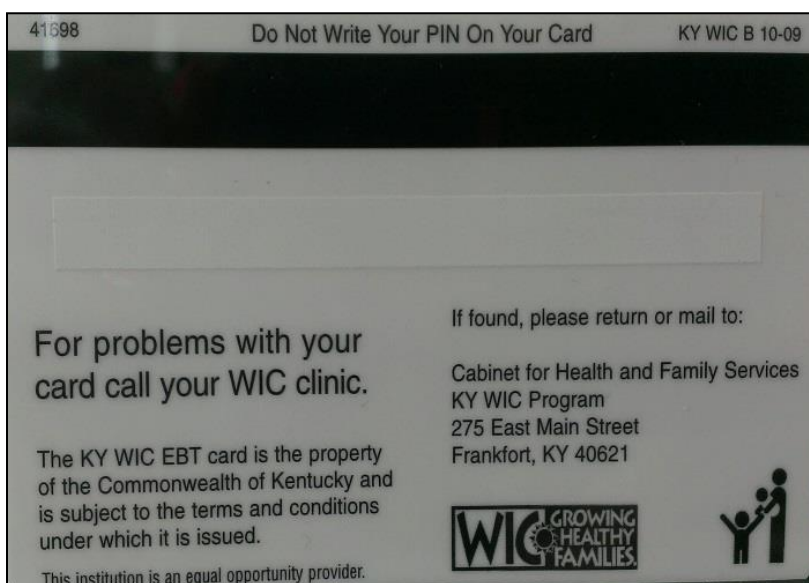 41698 Do Not Write Your PIN On Your Card KY WIC B 10-09
For problems with your
card call your WIC clinic.
The KY WIC EBT card is the property
of the Commonwealth of Kentucky and
is subject to the terms and conditions
under which it is issued.
This institution is an equal opportunity provider.
If found, please return or mail to:
Cabinet for Health and Family Services
KY WIC Program
275 East Main Street
Frankfort, KY 40621
WIC GROWING
HEALTHY
FAMILIES.